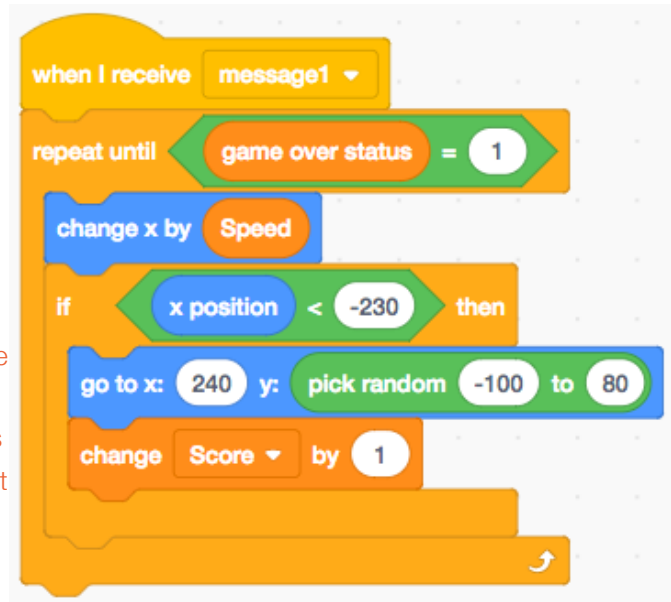 when I receive message1
repeat until game over status = 1
change x by Speed
if x position < -230 then
go to x: 240 y: pick random -100 to 80
change Score by 1